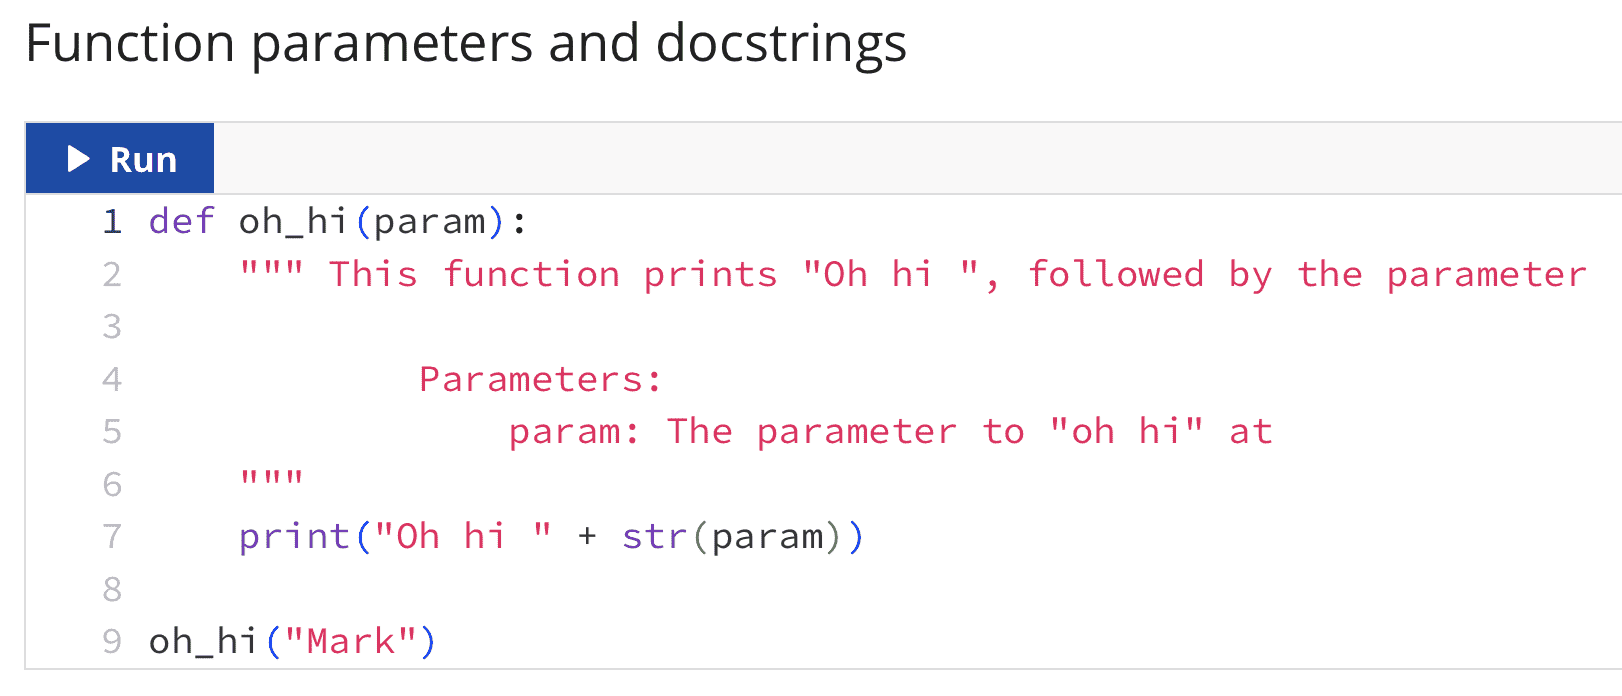 Function parameters and docstrings
Run
1 def oh_hi(param):
2     """ This function prints "Oh hi ", followed by the parameter
3
4             Parameters:
5                 param: The parameter to "oh hi" at
6     """
7     print("Oh hi " + str(param))
8
9 oh_hi("Mark")